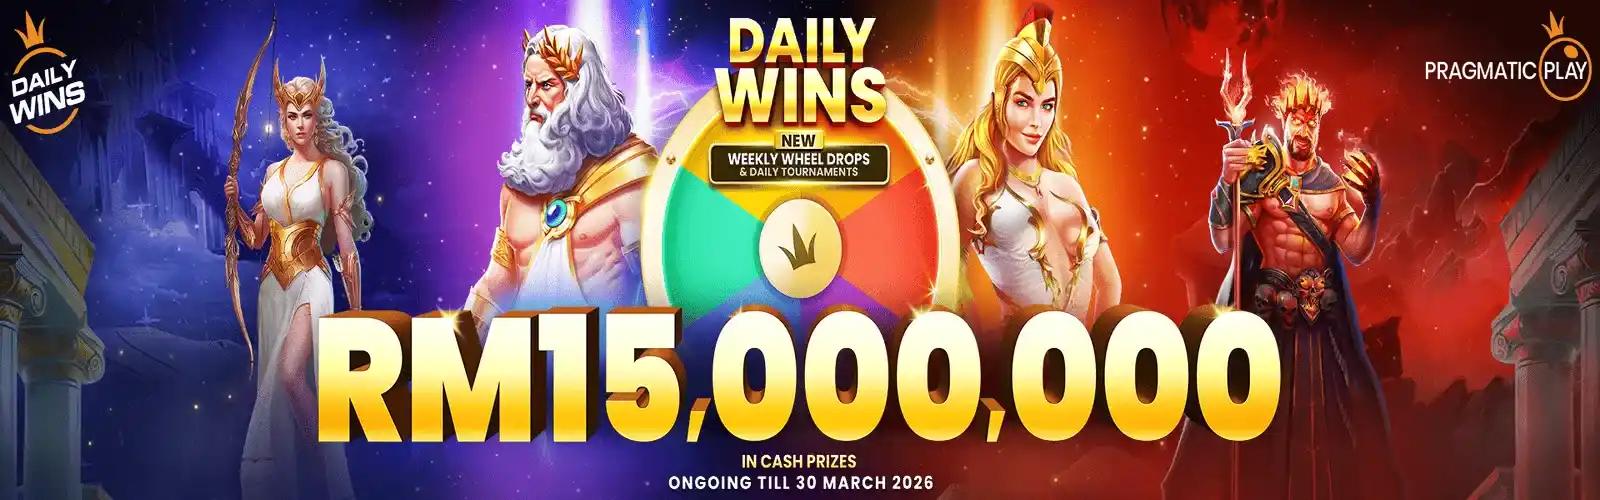 DAILY
WINS
DAILY
WINS
NEW
WEEKLY WHEEL DROPS
& DAILY TOURNAMENTS
PRAGMATIC PLAY
RM15,000,000
IN CASH PRIZES
ONGOING TILL 30 MARCH 2026